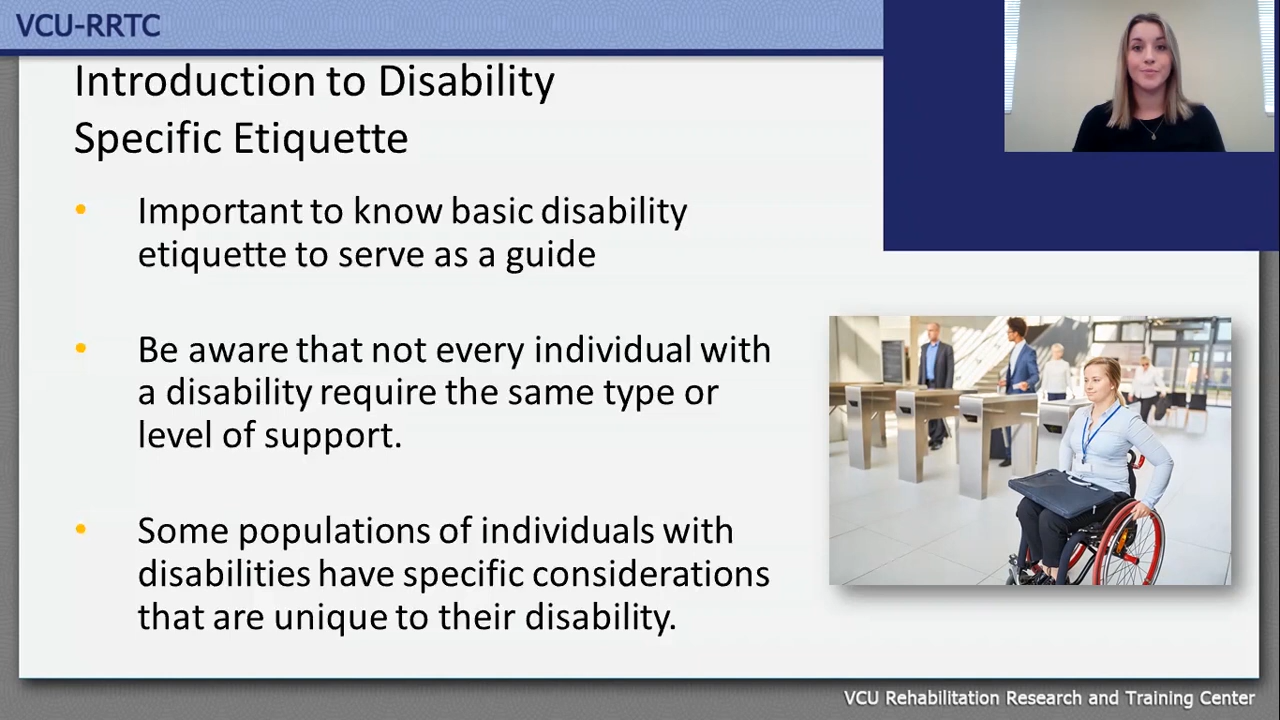 VCU-RRTC
Introduction to Disability
Specific Etiquette
• Important to know basic disability
etiquette to serve as a guide
• Be aware that not every individual with
a disability require the same type or
level of support.
• Some populations of individuals with
disabilities have specific considerations
that are unique to their disability.
VCU Rehabilitation Research and Training Center